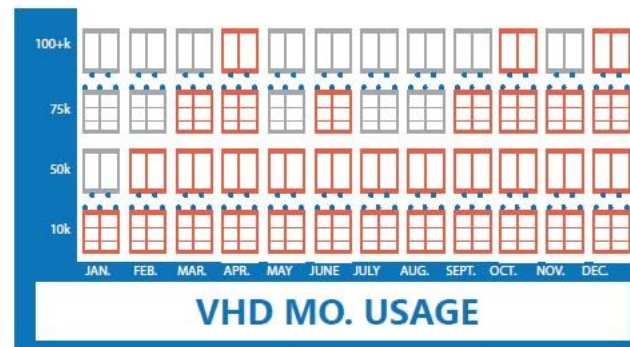 100+k
75k
50k
10k
JAN. FEB. MAR. APR. MAY JUNE JULY AUG. SEPT. OCT. NOV. DEC.
VHD MO. USAGE